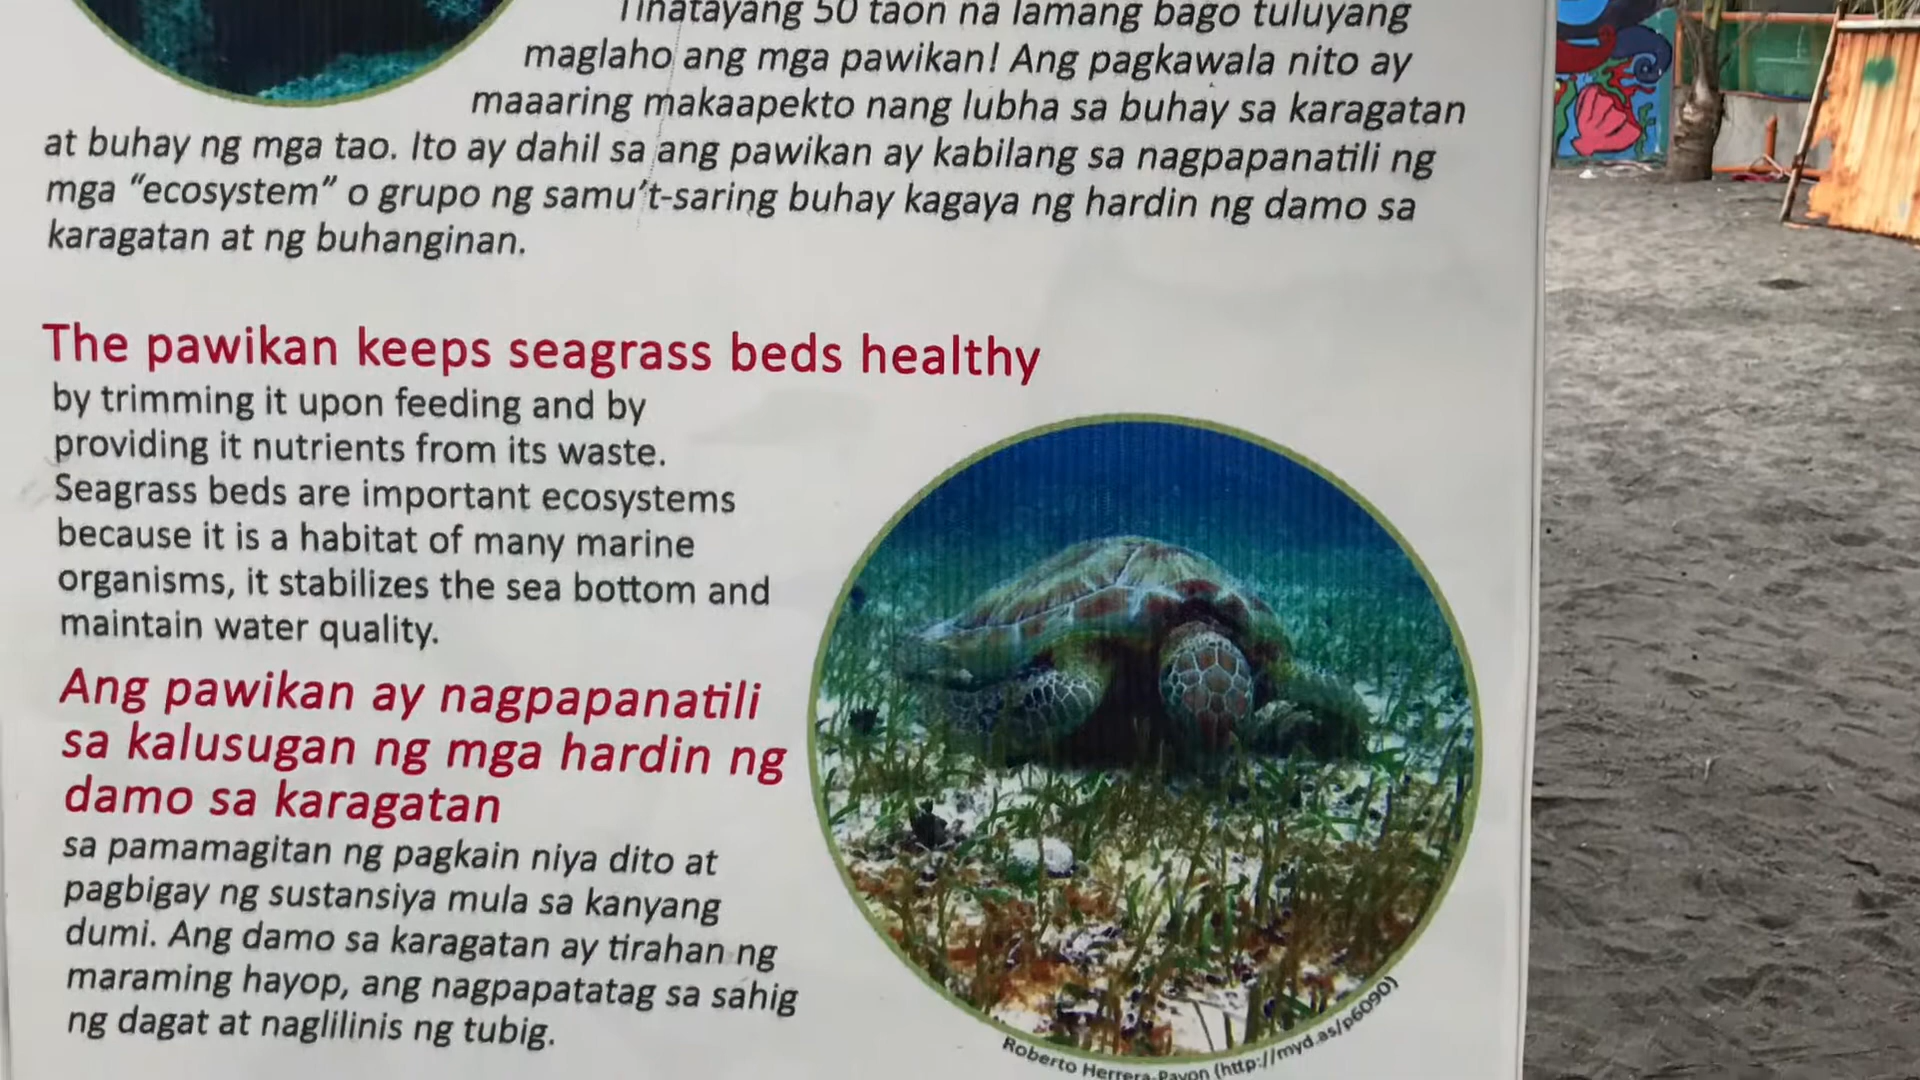 Tinatayang 50 taon na lamang bago tuluyang
maglaho ang mga pawikan! Ang pagkawala nito ay
maaaring makaapekto nang lubha sa buhay sa karagatan
at buhay ng mga tao. Ito ay dahil sa ang pawikan ay kabilang sa nagpapanatili ng
mga “ecosystem” o grupo ng samu’t-saring buhay kagaya ng hardin ng damo sa
karagatan at ng buhanginan.
The pawikan keeps seagrass beds healthy
by trimming it upon feeding and by
providing it nutrients from its waste.
Seagrass beds are important ecosystems
because it is a habitat of many marine
organisms, it stabilizes the sea bottom and
maintain water quality.
Ang pawikan ay nagpapanatili
sa kalusugan ng mga hardin ng
damo sa karagatan
sa pamamagitan ng pagkain niya dito at
pagbigay ng sustansiya mula sa kanyang
dumi. Ang damo sa karagatan ay tirahan ng
maraming hayop, ang nagpapatatag sa sahig
ng dagat at naglilinis ng tubig.
Roberto Herrera-Pavon (http://myd.as/p6090)